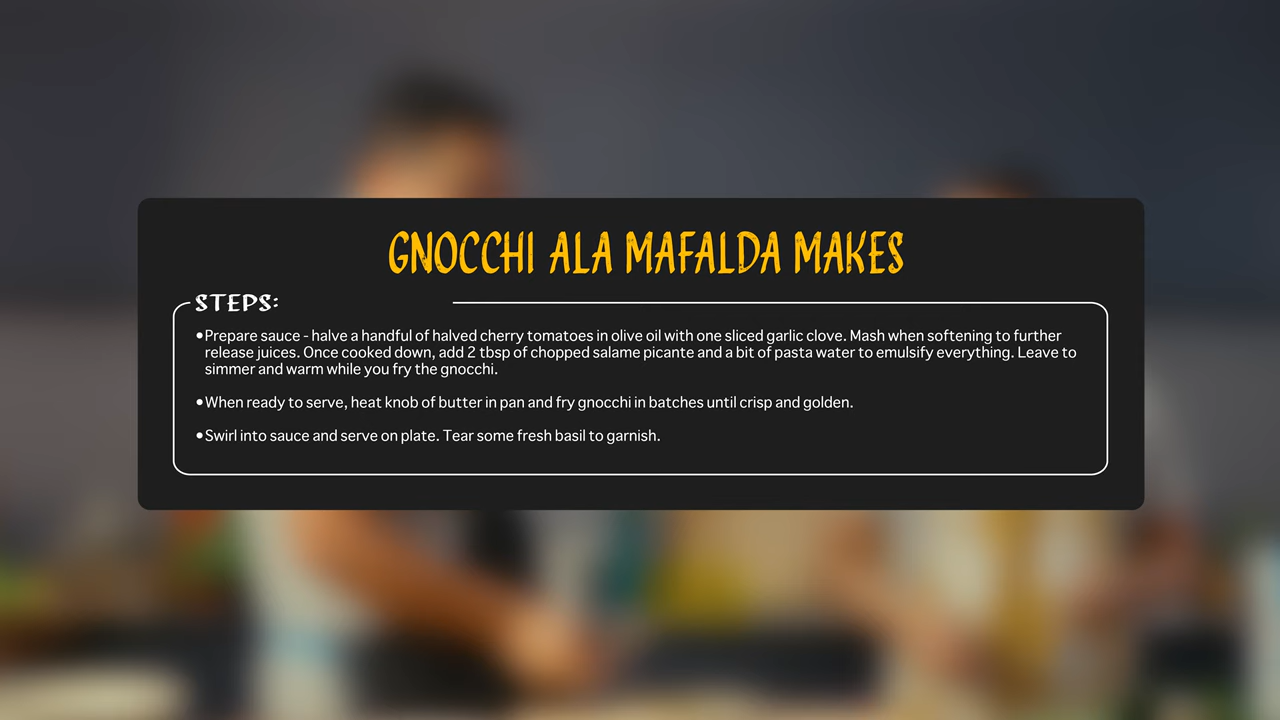 GNOCCHI ALA MAFALDA MAKES
STEPS:
•Prepare sauce - halve a handful of halved cherry tomatoes in olive oil with one sliced garlic clove. Mash when softening to further
release juices. Once cooked down, add 2 tbsp of chopped salame picante and a bit of pasta water to emulsify everything. Leave to
simmer and warm while you fry the gnocchi.
•When ready to serve, heat knob of butter in pan and fry gnocchi in batches until crisp and golden.
•Swirl into sauce and serve on plate. Tear some fresh basil to garnish.